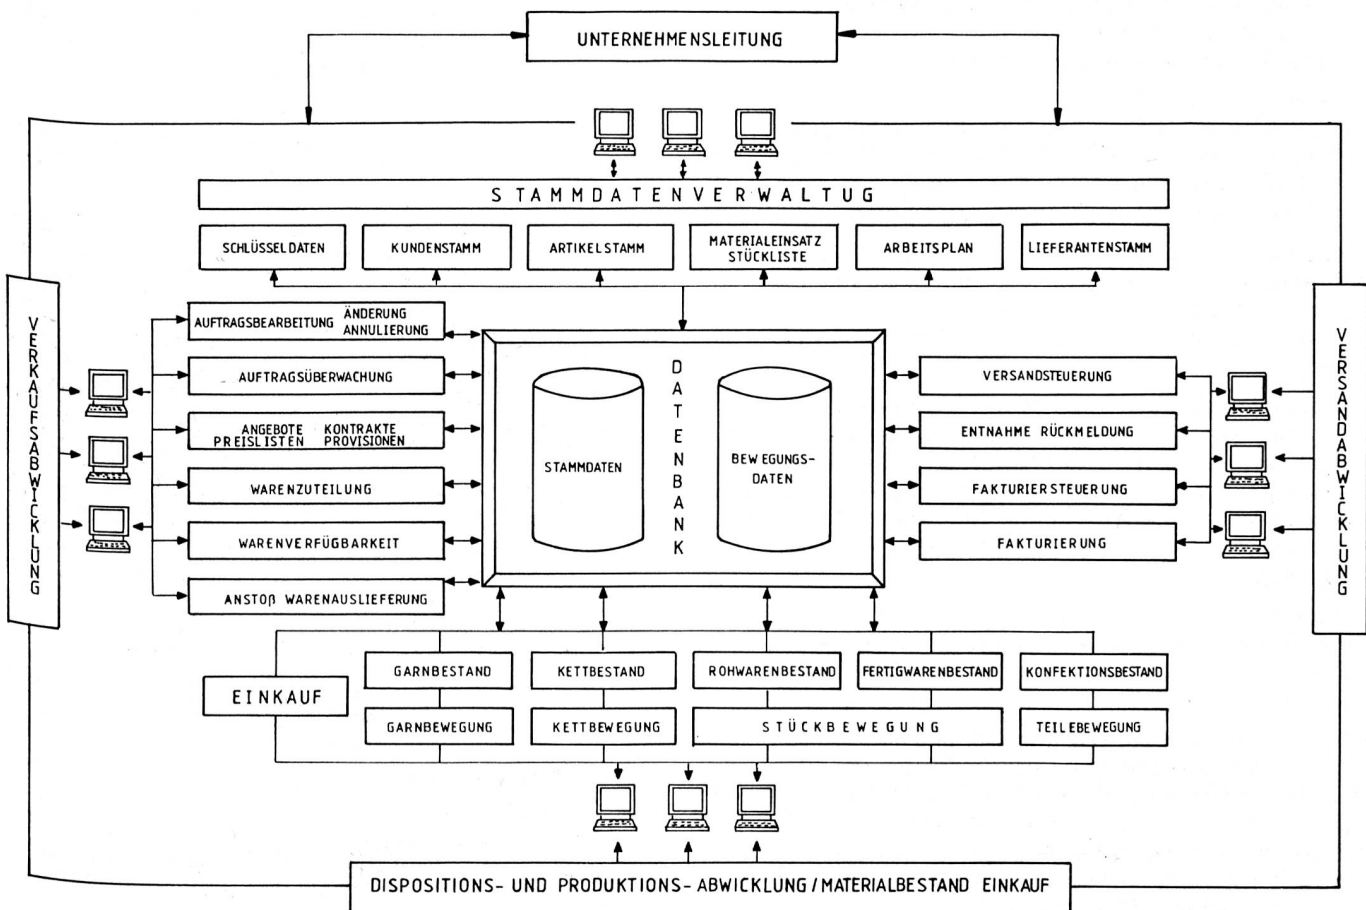 UNTERNEHMENSLEITUNG
STAMMDATENVERWALTUG
SCHLÜSSELDATEN
KUNDENSTAMM
ARTIKELSTAMM
MATERIALEINSATZ
STÜCKLISTE
ARBEITSPLAN
LIEFERANTENSTAMM
VERKAUFSABWICKLUNG
AUFTRAGSBEARBEITUNG ÄNDERUNG
ANNULIERUNG
AUFTRAGSÜBERWACHUNG
ANGEBOTE KONTRAKTE
PREISLISTEN PROVISIONEN
WARENZUTEILUNG
WARENVERFÜGBARKEIT
ANSTOß WARENAUSLIEFERUNG
STAMMDATEN
DATENBANK
BEWEGUNGS-
DATEN
VERSANDSTEUERUNG
ENTNAHME RÜCKMELDUNG
FAKTURIERSTEUERUNG
FAKTURIERUNG
VERSANDABWICKLUNG
EINKAUF
GARNBESTAND
KETTBESTAND
ROHWARENBESTAND
FERTIGWARENBESTAND
KONFEKTIONSBESTAND
GARNBEWEGUNG
KETTBEWEGUNG
STÜCKBEWEGUNG
TEILEBEWEGUNG
DISPOSITIONS- UND PRODUKTIONS-ABWICKLUNG/MATERIALBESTAND EINKAUF